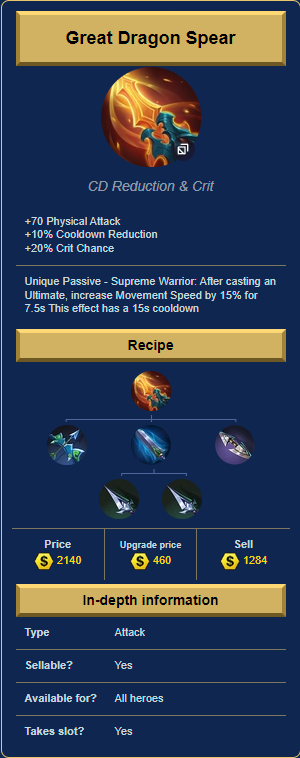 Great Dragon Spear
CD Reduction & Crit
+70 Physical Attack
+10% Cooldown Reduction
+20% Crit Chance
Unique Passive - Supreme Warrior: After casting an
Ultimate, increase Movement Speed by 15% for
7.5s This effect has a 15s cooldown
Recipe
Price
S 2140
Upgrade price
S 460
Sell
S 1284
In-depth information
Type Attack
Sellable? Yes
Available for? All heroes
Takes slot? Yes